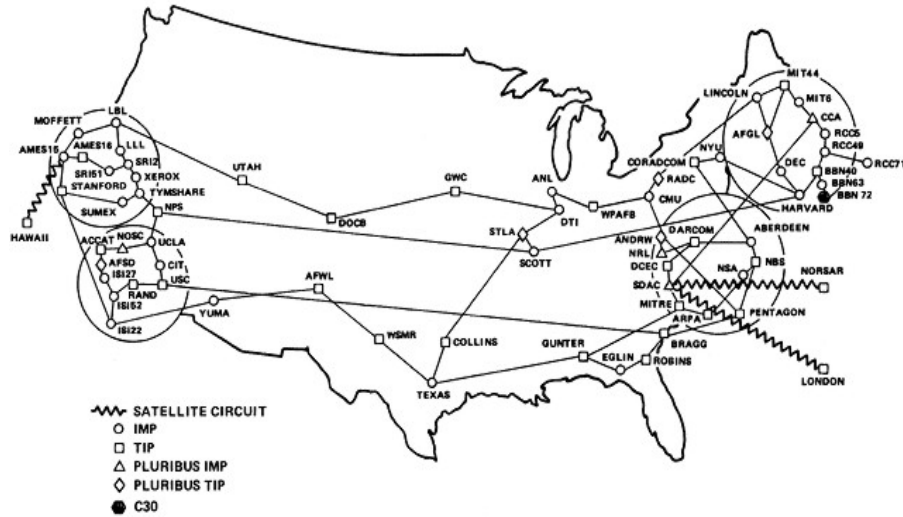 MIT44
LINCOLN
MIT6
LBL
MOFFETT
CCA
AMES16
RCC5
AMES15
LLL
AFGL
RCC49
SRI2
NYU
CORADCOM
DEC
RCC71
SRI51
XEROX
UTAH
GWC
ANL
RADC
BBN40
STANFORD
TYMSHARE
BBN63
CMU
BBN 72
SUMEX
NPS
WPAFB
HARVARD
DOCB
DTI
HAWAII
NOSC
STLA
DARCOM
ABERDEEN
ACCAT
UCLA
ANDRW
SCOTT
NRL
AFSD
CIT
DCEC
NSA
NBS
ISI27
AFWL
NORSAR
RAND
USC
SDAC
ISI52
MITRE
YUMA
ARPA
PENTAGON
ISI22
WSMR
COLLINS
GUNTER
BRAGG
EGLIN
ROBINS
LONDON
TEXAS
SATELLITE CIRCUIT
IMP
TIP
PLURIBUS IMP
PLURIBUS TIP
C30